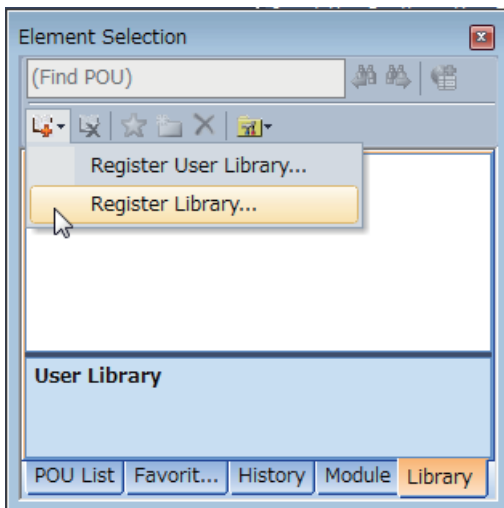 Element Selection
(Find POU)
Register User Library...
Register Library...
User Library
POU List Favorit... History Module Library